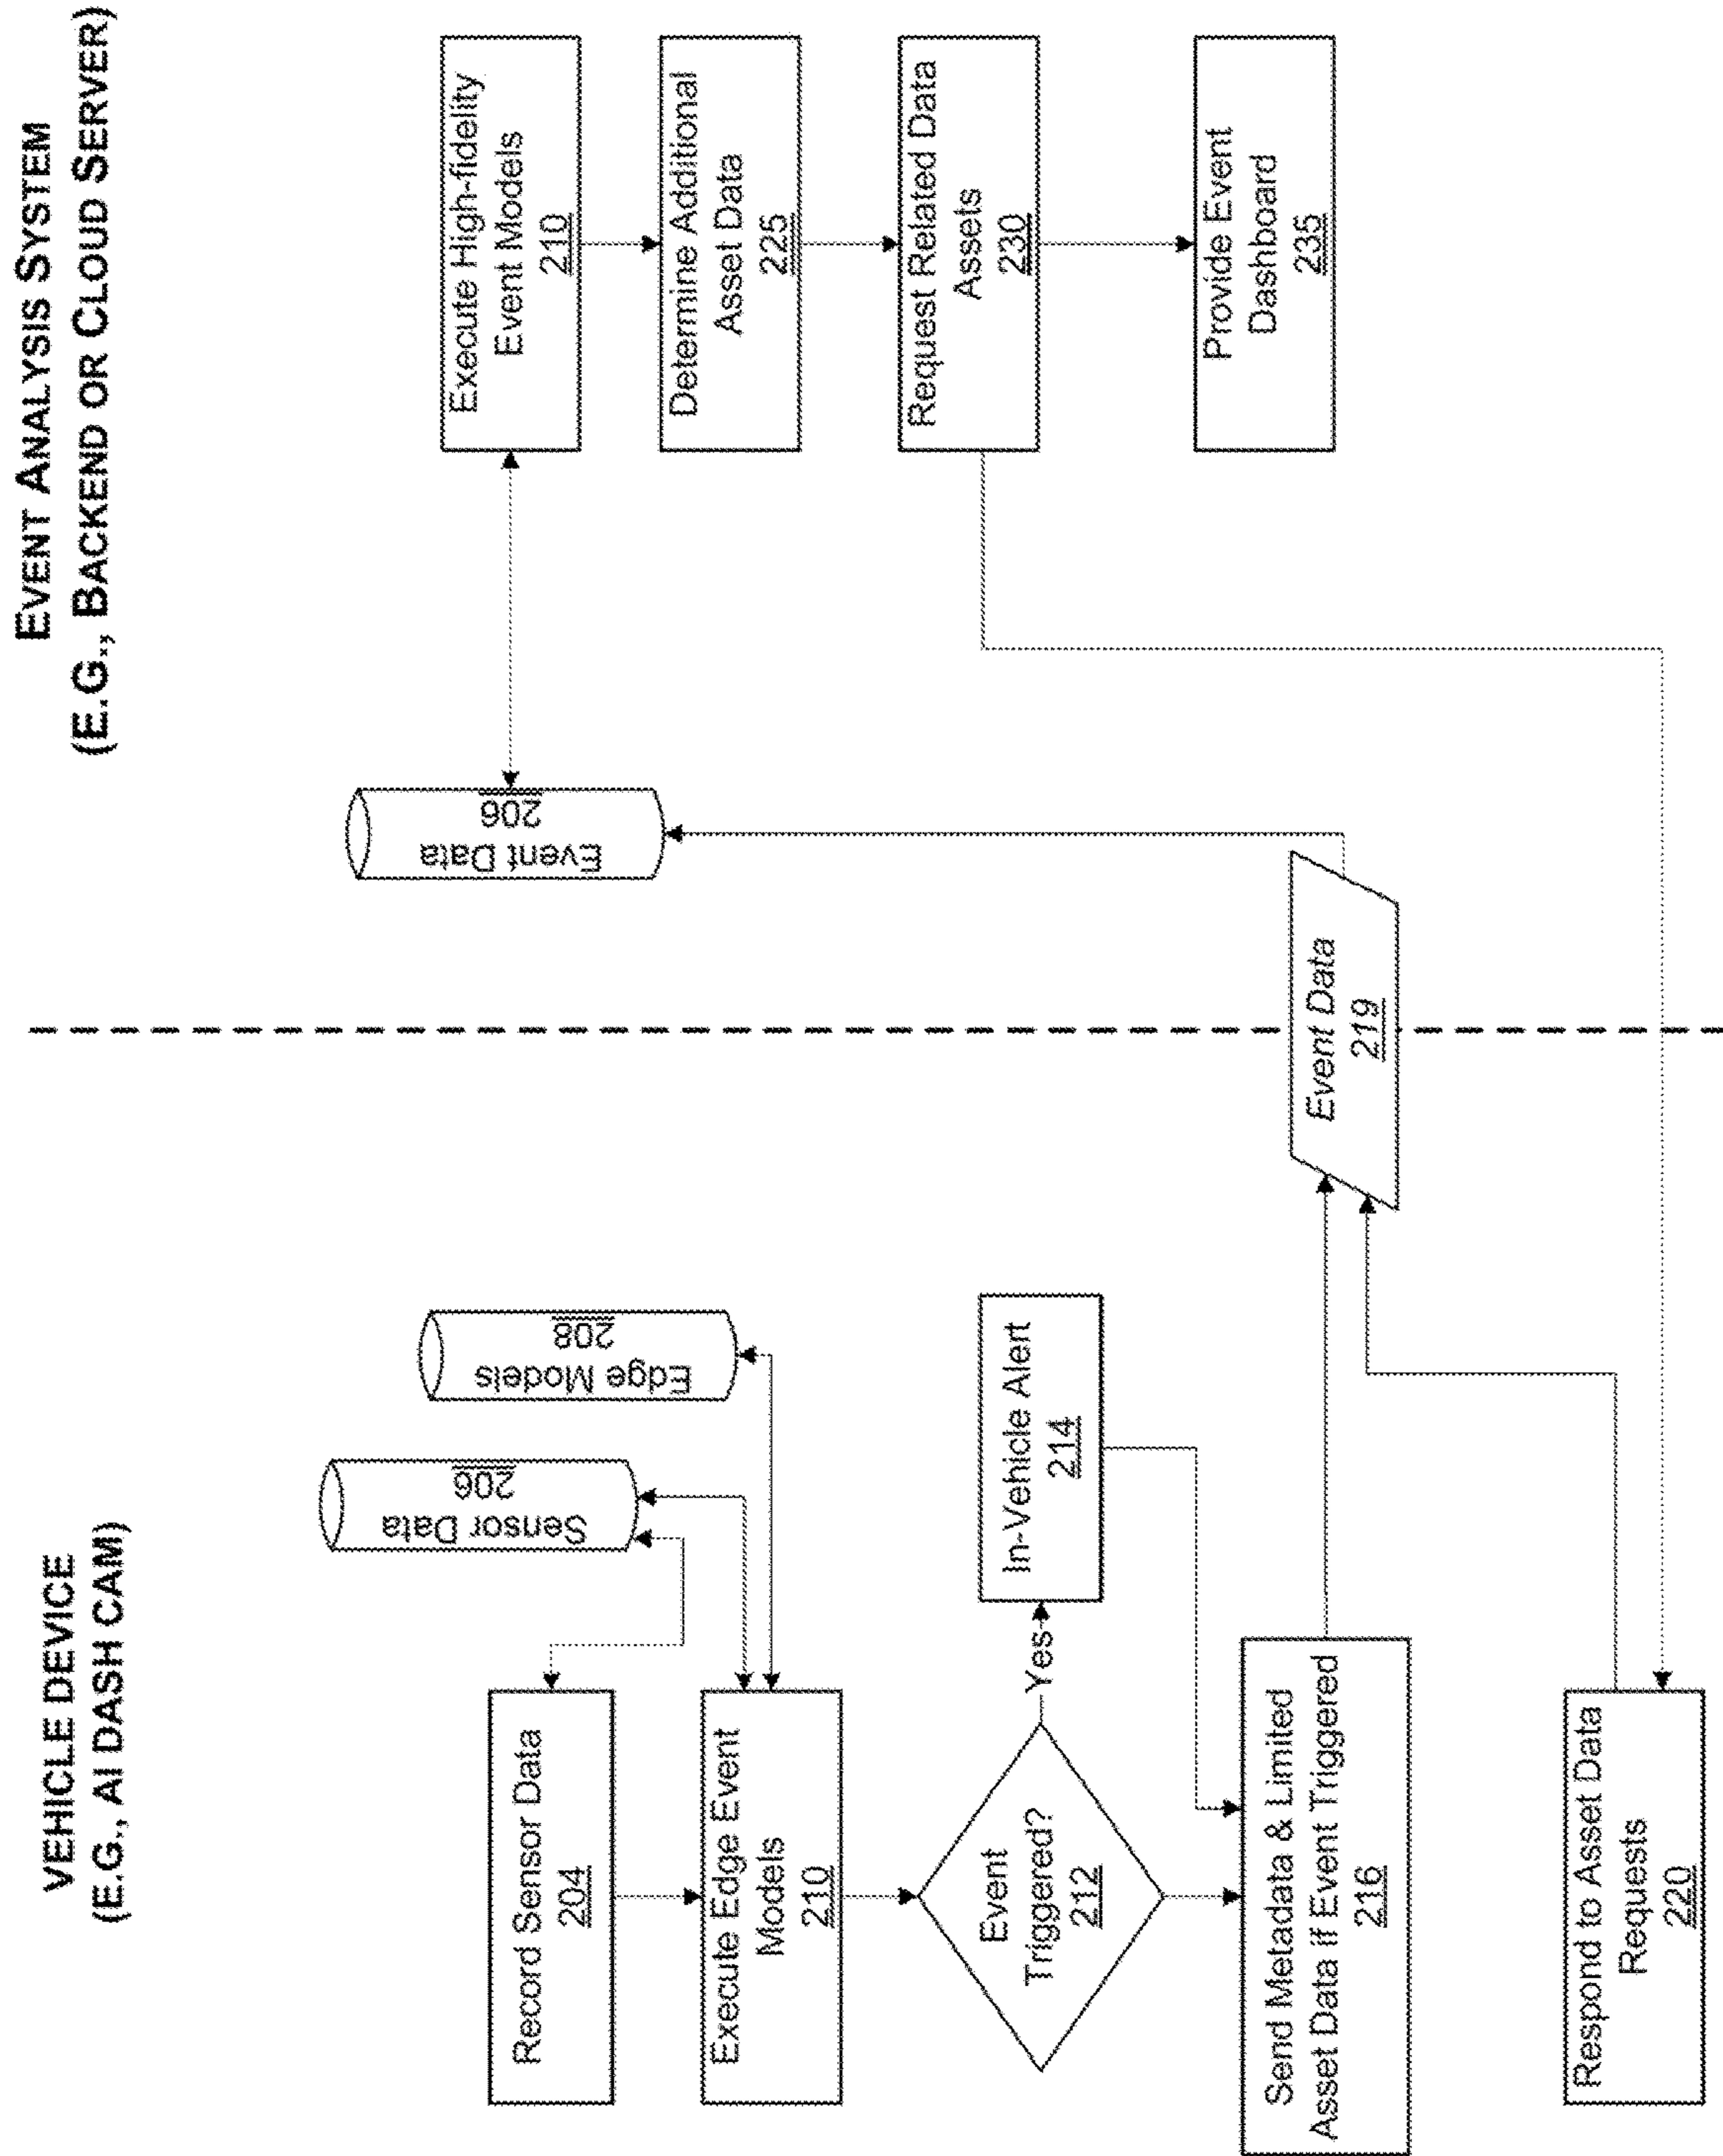 VEHICLE DEVICE
(E.G., AI DASH CAM)
Record Sensor Data
204
Sensor Data
206
Edge Models
208
Execute Edge Event
Models
210
Event
Triggered?
212
Yes
In-Vehicle Alert
214
Send Metadata & Limited
Asset Data if Event Triggered
216
Respond to Asset Data
Requests
220
Event Data
219
EVENT ANALYSIS SYSTEM
(E.G., BACKEND OR CLOUD SERVER)
Event Data
206
Execute High-fidelity
Event Models
210
Determine Additional
Asset Data
225
Request Related Data
Assets
230
Provide Event
Dashboard
235